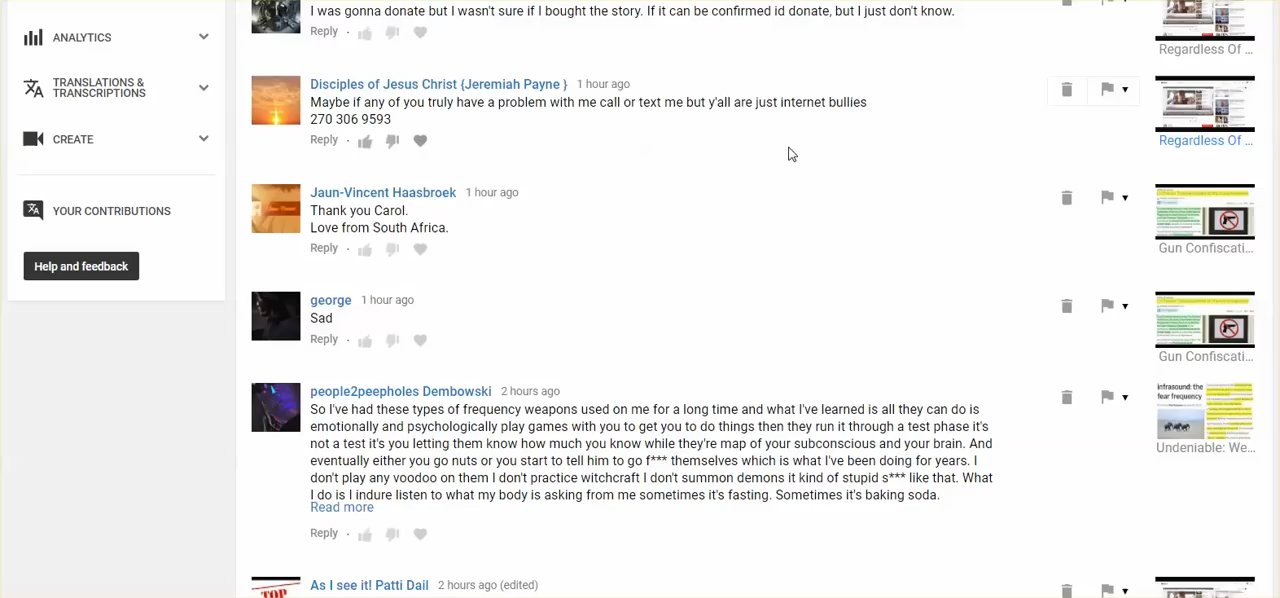 I was gonna donate but I wasn't sure if I bought the story. If it can be confirmed id donate, but I just don't know.
Reply ·
Regardless Of ...
ANALYTICS
TRANSLATIONS &
TRANSCRIPTIONS
CREATE
YOUR CONTRIBUTIONS
Help and feedback
Disciples of Jesus Christ {Jeremiah Payne } 1 hour ago
Maybe if any of you truly have a problem with me call or text me but y'all are just internet bullies
270 306 9593
Reply ·
Regardless Of ...
Jaun-Vincent Haasbroek 1 hour ago
Thank you Carol.
Love from South Africa.
Reply ·
Gun Confiscati...
george 1 hour ago
Sad
Reply ·
Gun Confiscati...
people2peepholes Dembowski 2 hours ago
So I've had these types of frequency weapons used on me for a long time and what I've learned is all they can do is
emotionally and psychologically play games with you to get you to do things then they run it through a test phase it's
not a test it's you letting them know how much you know while they're map of your subconscious and your brain. And
eventually either you go nuts or you start to tell him to go f*** themselves which is what I've been doing for years. I
don't play any voodoo on them I don't practice witchcraft I don't summon demons it kind of stupid s*** like that. What
I do is I indure listen to what my body is asking from me sometimes it's fasting. Sometimes it's baking soda.
Read more
Reply ·
infrasound: the
fear frequency
Undeniable: We...
As I see it! Patti Dail 2 hours ago (edited)
TOP